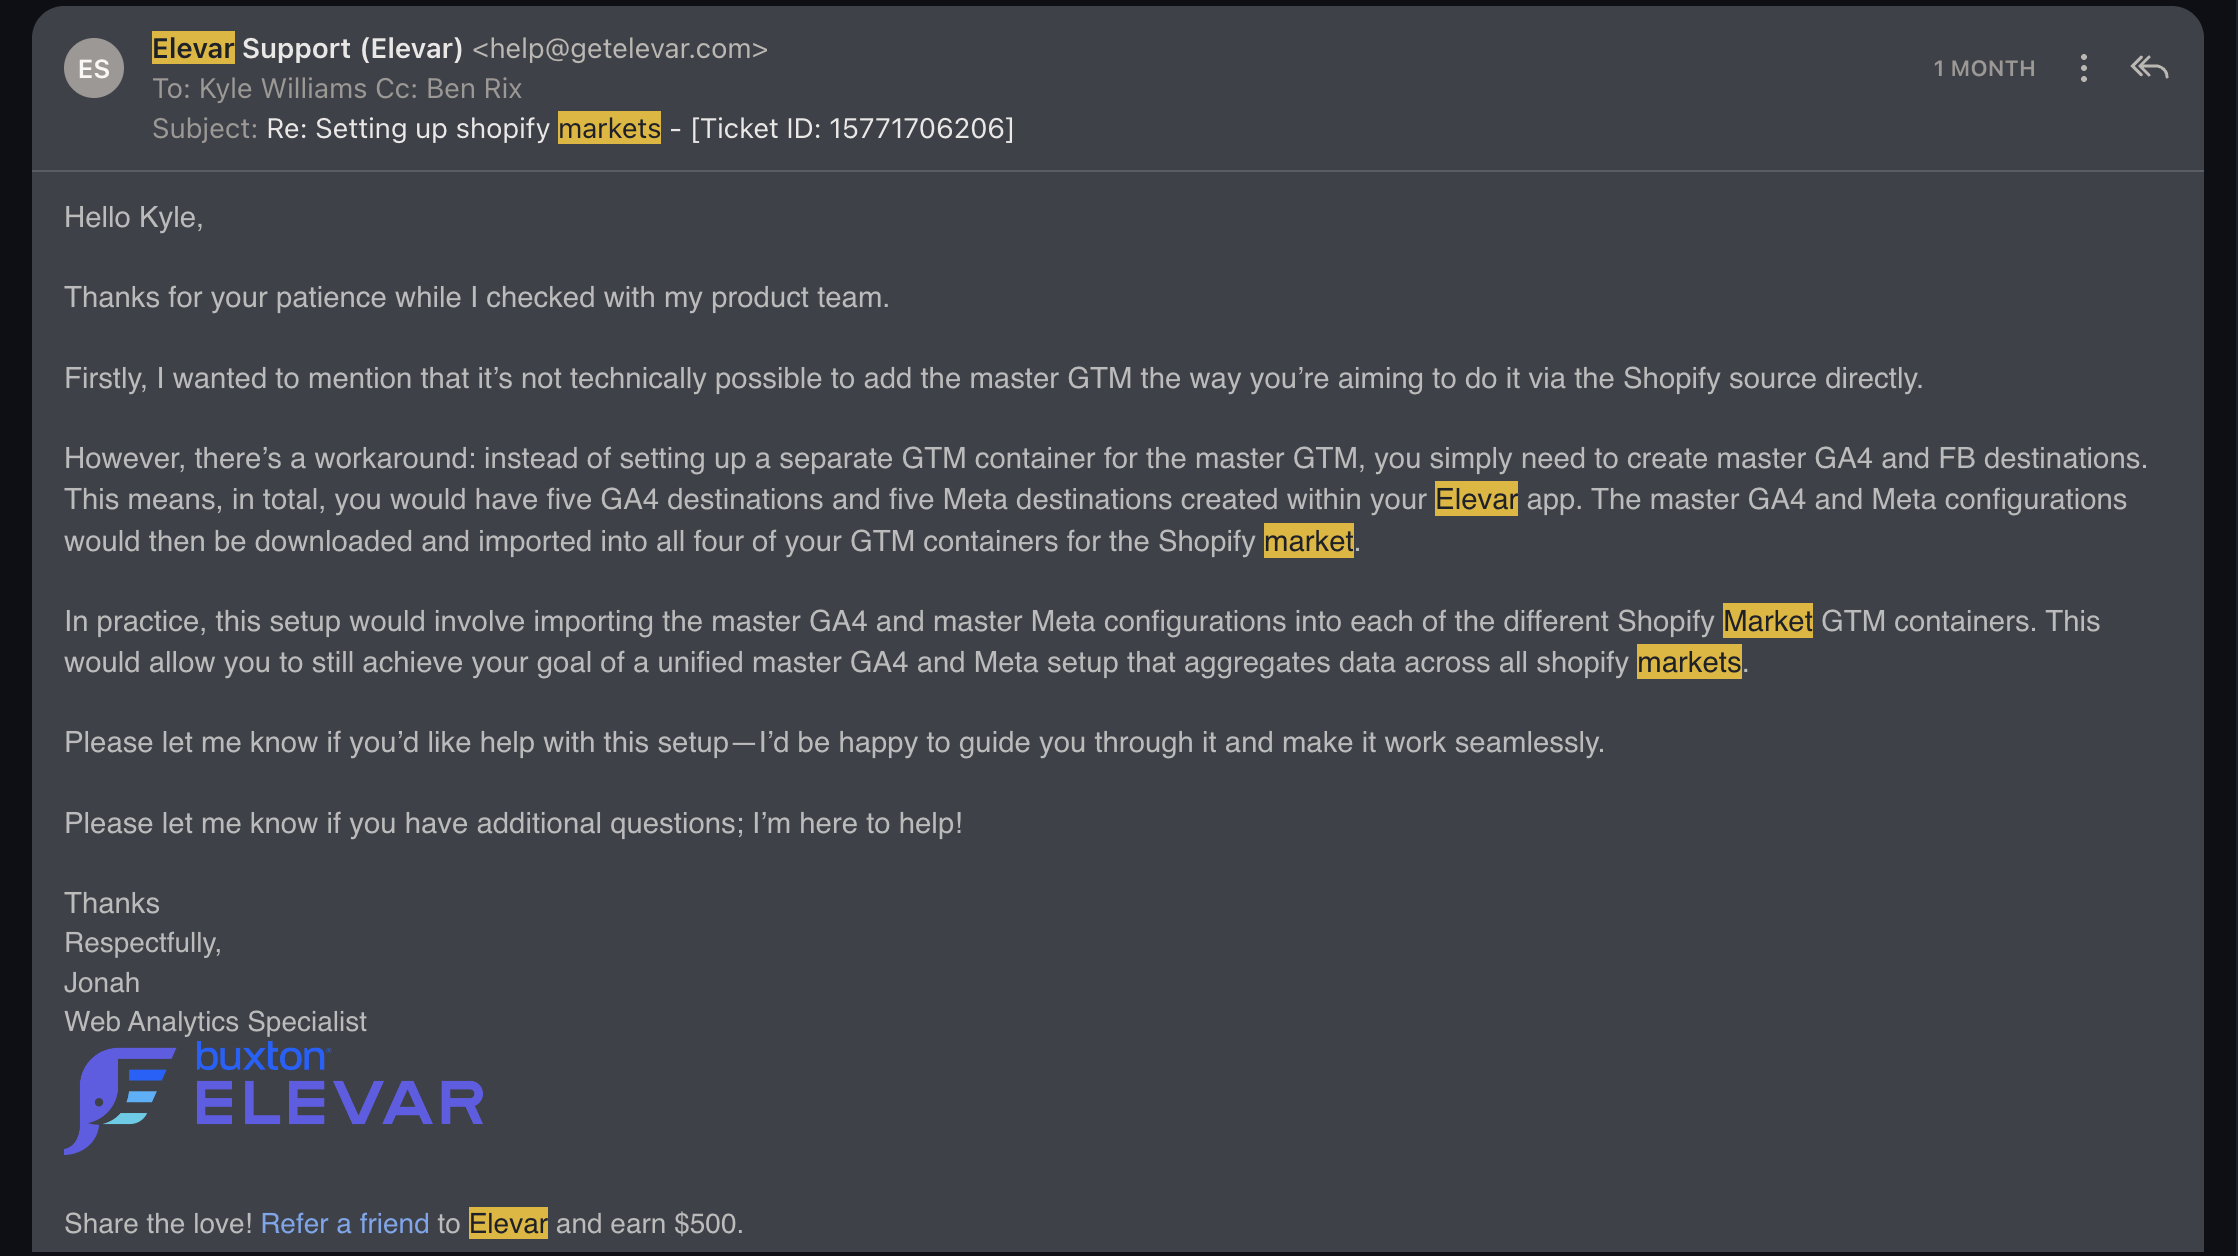 ES
Elevar Support (Elevar) <help@getelevar.com>
1 MONTH
To: Kyle Williams Cc: Ben Rix
Subject: Re: Setting up shopify markets - [Ticket ID: 15771706206]
Hello Kyle,
Thanks for your patience while I checked with my product team.
Firstly, I wanted to mention that it’s not technically possible to add the master GTM the way you’re aiming to do it via the Shopify source directly.
However, there’s a workaround: instead of setting up a separate GTM container for the master GTM, you simply need to create master GA4 and FB destinations.
This means, in total, you would have five GA4 destinations and five Meta destinations created within your Elevar app. The master GA4 and Meta configurations
would then be downloaded and imported into all four of your GTM containers for the Shopify market.
In practice, this setup would involve importing the master GA4 and master Meta configurations into each of the different Shopify Market GTM containers. This
would allow you to still achieve your goal of a unified master GA4 and Meta setup that aggregates data across all shopify markets.
Please let me know if you’d like help with this setup—I’d be happy to guide you through it and make it work seamlessly.
Please let me know if you have additional questions; I’m here to help!
Thanks
Respectfully,
Jonah
Web Analytics Specialist
buxton
ELEVAR
Share the love! Refer a friend to Elevar and earn $500.